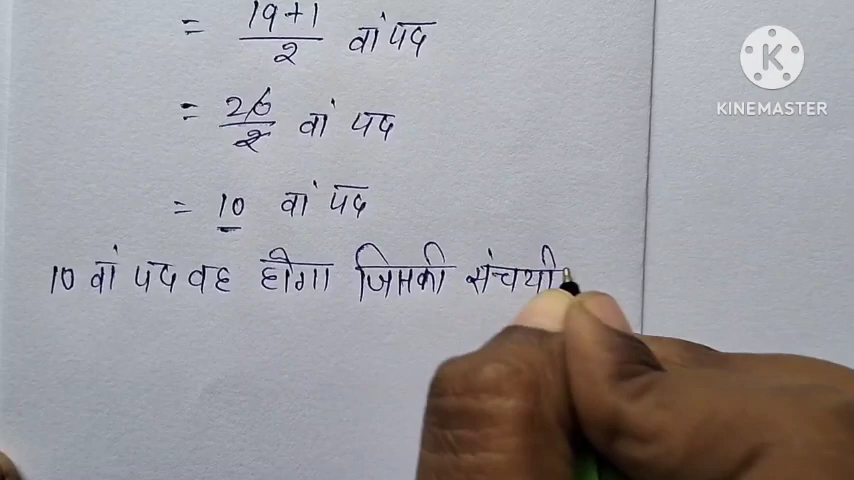 = 19+1/2 वां पद
= 20/2 वां पद
= 10 वां पद
10 वां पद वह होगा जिसकी संचयी
K
KINEMASTER